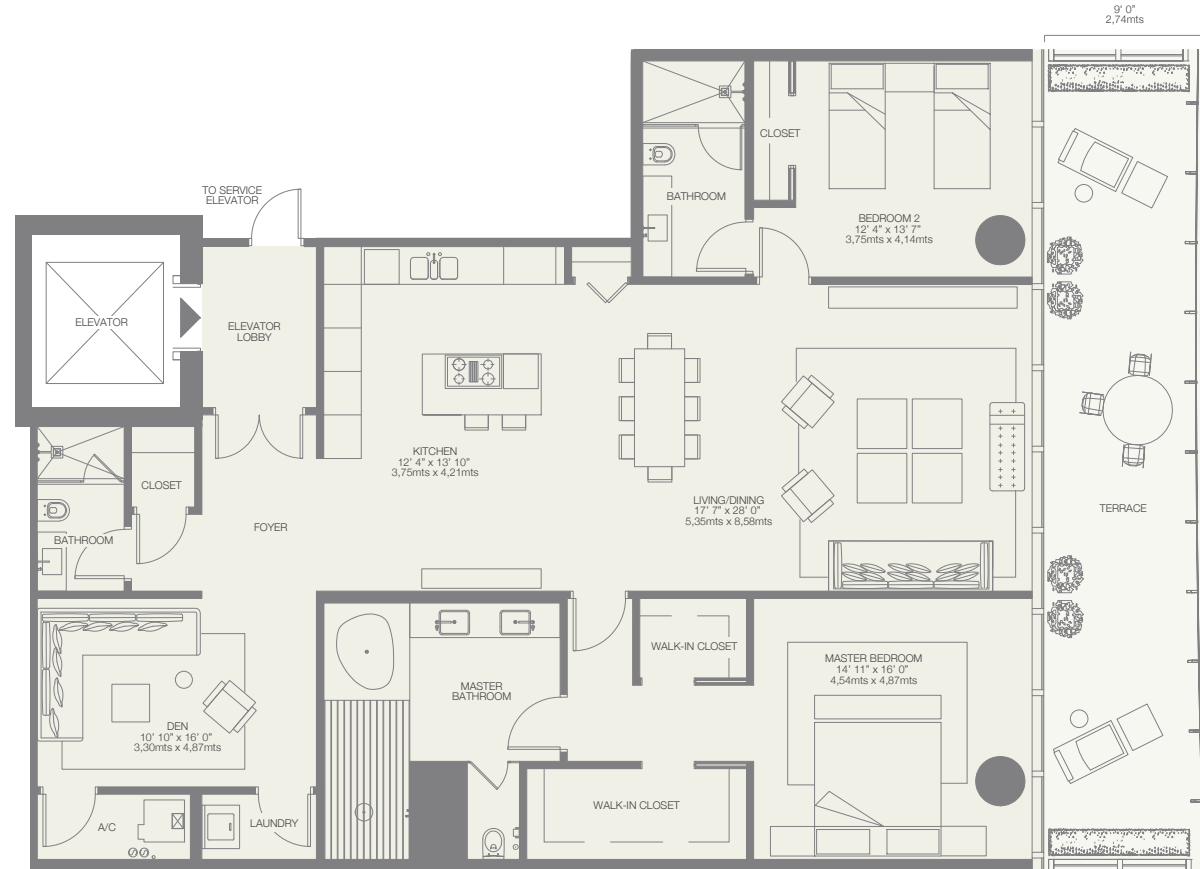 9' 0"
2,74mts
CLOSET
TO SERVICE
ELEVATOR
BATHROOM
BEDROOM 2
12' 4" x 13' 7"
3,75mts x 4,14mts
ELEVATOR
ELEVATOR
LOBBY
KITCHEN
12' 4" x 13' 10"
3,75mts x 4,21mts
CLOSET
LIVING/DINING
17' 7" x 28' 0"
5,35mts x 8,58mts
TERRACE
FOYER
BATHROOM
WALK-IN CLOSET
MASTER BEDROOM
14' 11" x 16' 0"
4,54mts x 4,87mts
MASTER
BATHROOM
DEN
10' 10" x 16' 0"
3,30mts x 4,87mts
WALK-IN CLOSET
A/C
LAUNDRY